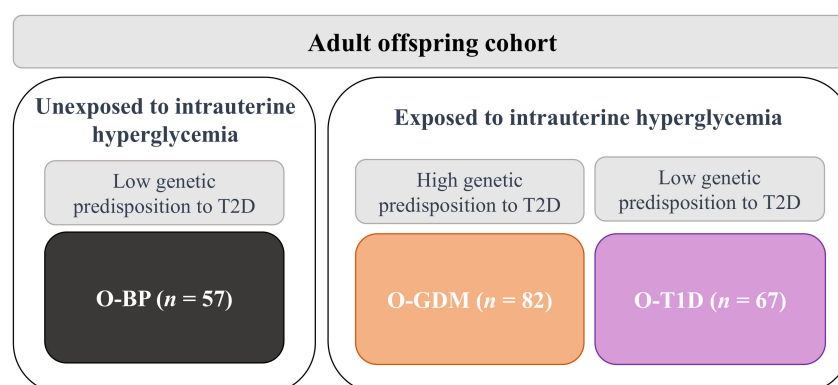 Adult offspring cohort
Unexposed to intrauterine
hyperglycemia
Exposed to intrauterine hyperglycemia
Low genetic
predisposition to T2D
High genetic
predisposition to T2D
Low genetic
predisposition to T2D
O-BP (n = 57)
O-GDM (n = 82)
O-T1D (n = 67)